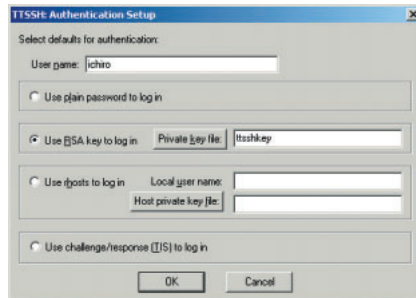 TTSSH: Authentication Setup
Select defaults for authentication:
User name: ichiro
Use plain password to log in
Use RSA key to log in Private key file: ttsshkey
Use rhosts to log in Local user name:
Host private key file:
Use challenge/response (TIS) to log in
OK Cancel